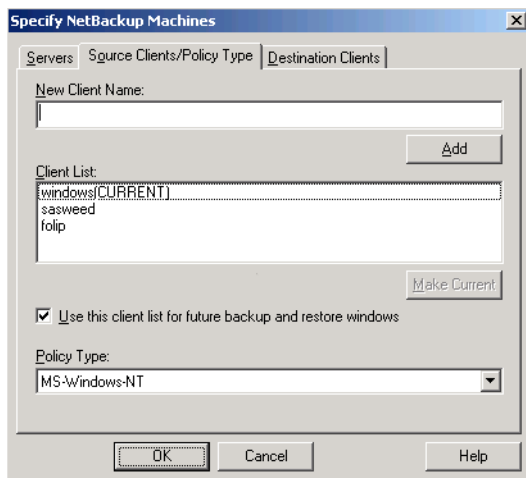 Specify NetBackup Machines
Servers
Source Clients/Policy Type
Destination Clients
New Client Name:
Add
Client List:
windows(CURRENT)
sasweed
folip
Make Current
Use this client list for future backup and restore windows
Policy Type:
MS-Windows-NT
OK
Cancel
Help